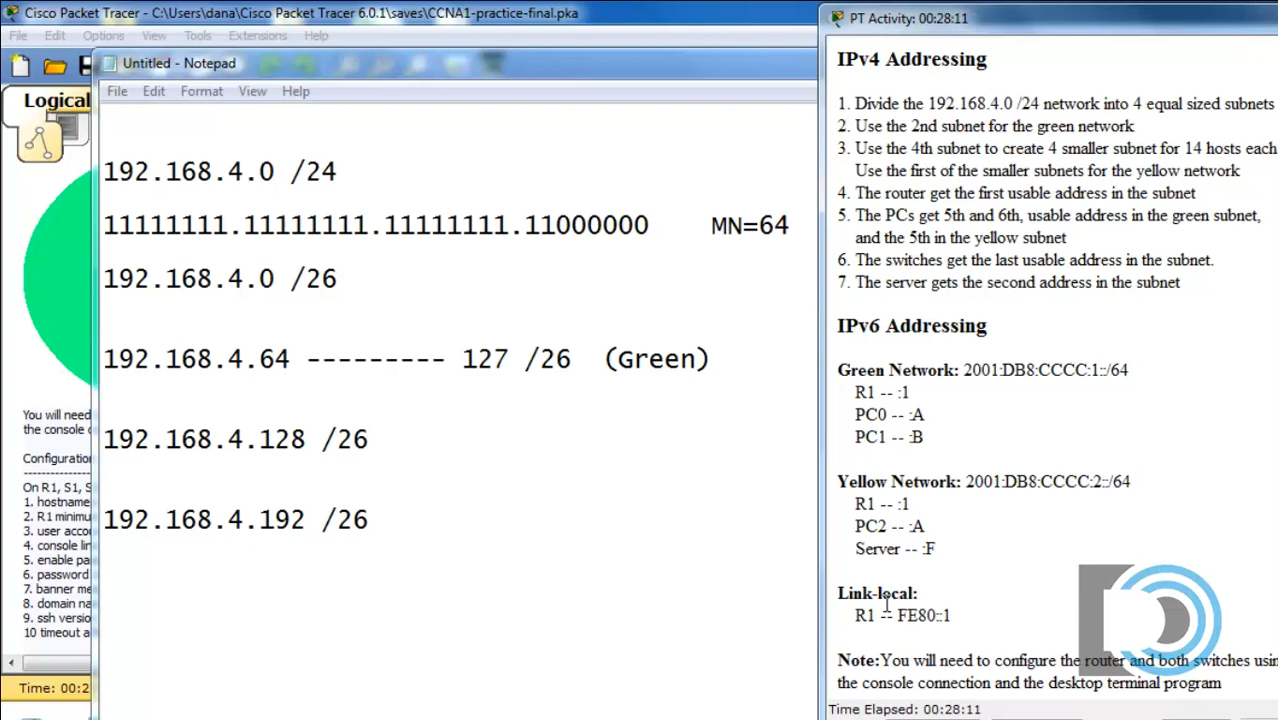 Cisco Packet Tracer - C:\Users\dana\Cisco Packet Tracer 6.0.1\saves\CCNA1-practice-final.pka
File Edit Options View Tools Extensions Help
Logical
You will need
the console
Configuration
On R1, S1, S
1. hostname
2. R1 minimum
3. user acco
4. console lin
5. enable pa
6. password
7. banner me
8. domain na
9. ssh versio
10 timeout a
Time: 00:2
Untitled - Notepad
File Edit Format View Help
192.168.4.0 /24
11111111.11111111.11111111.11000000 MN=64
192.168.4.0 /26
192.168.4.64 --------- 127 /26 (Green)
192.168.4.128 /26
192.168.4.192 /26
PT Activity: 00:28:11
IPv4 Addressing
1. Divide the 192.168.4.0 /24 network into 4 equal sized subnets
2. Use the 2nd subnet for the green network
3. Use the 4th subnet to create 4 smaller subnet for 14 hosts each
Use the first of the smaller subnets for the yellow network
4. The router get the first usable address in the subnet
5. The PCs get 5th and 6th, usable address in the green subnet,
and the 5th in the yellow subnet
6. The switches get the last usable address in the subnet.
7. The server gets the second address in the subnet
IPv6 Addressing
Green Network: 2001:DB8:CCCC:1::/64
R1 -- :1
PC0 -- :A
PC1 -- :B
Yellow Network: 2001:DB8:CCCC:2::/64
R1 -- :1
PC2 -- :A
Server -- :F
Link-local:
R1 -- FE80::1
Note:You will need to configure the router and both switches usin
the console connection and the desktop terminal program
Time Elapsed: 00:28:11